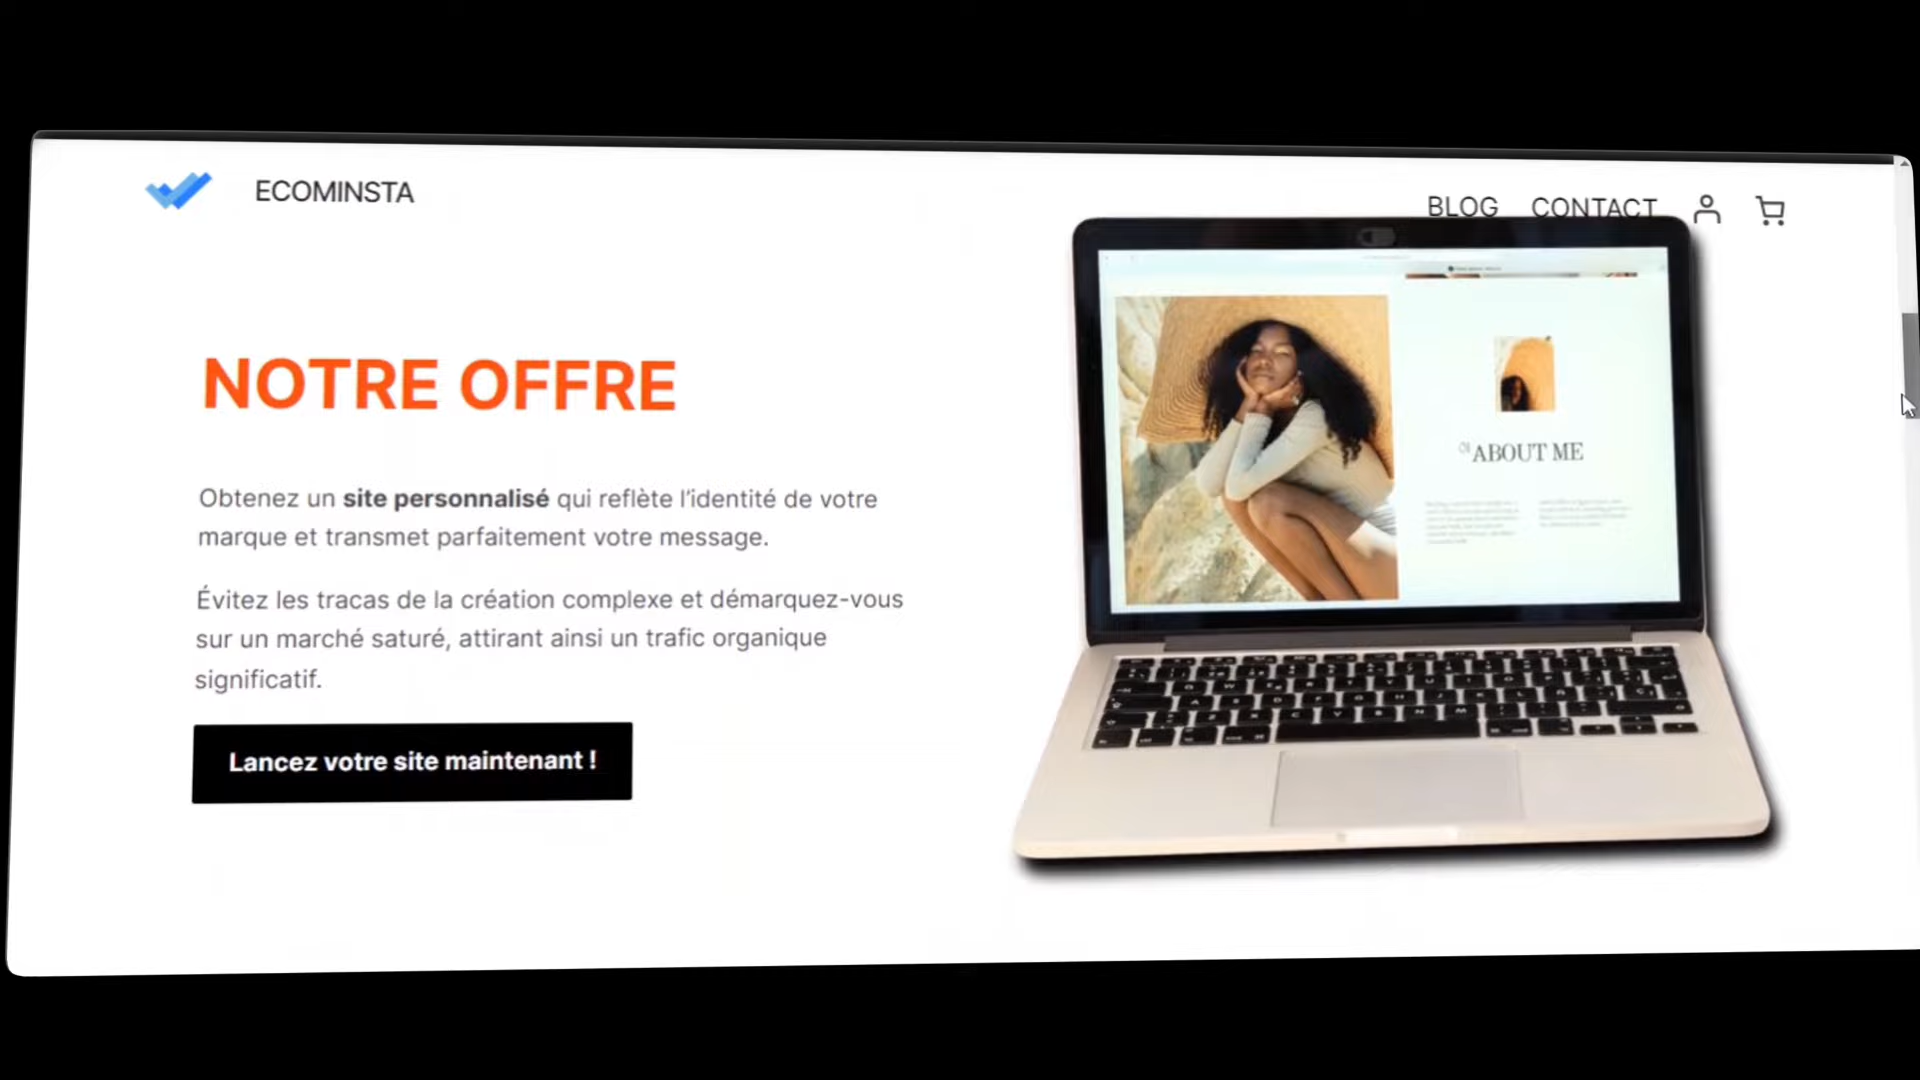 ECOMINSTA
BLOG CONTACT
NOTRE OFFRE
Obtenez un site personnalisé qui reflète l'identité de votre
marque et transmet parfaitement votre message.
Évitez les tracas de la création complexe et démarquez-vous
sur un marché saturé, attirant ainsi un trafic organique
significatif.
Lancez votre site maintenant !
ABOUT ME